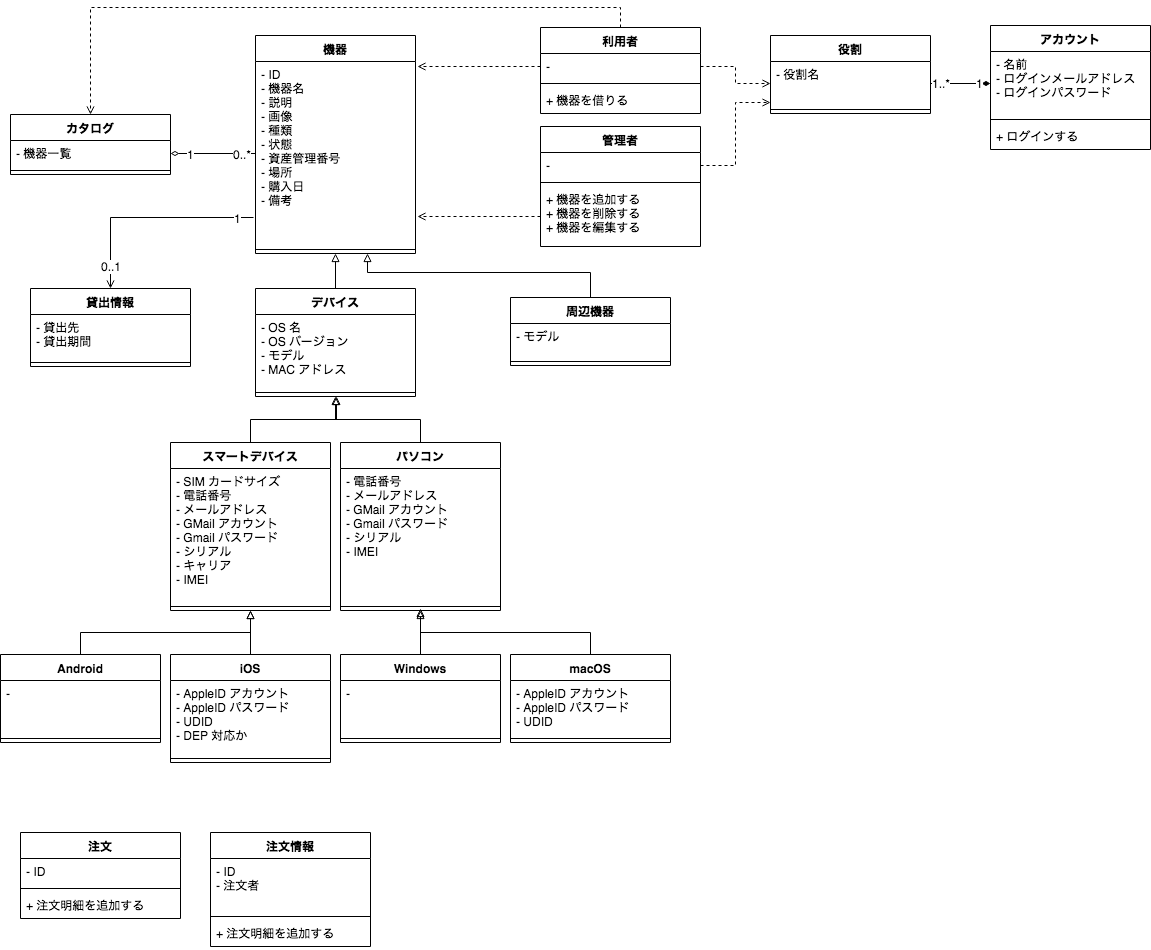 機器
- ID
- 機器名
- 説明
- 画像
- 種類
- 状態
- 資産管理番号
- 場所
- 購入日
- 備考
利用者
-
+ 機器を借りる
役割
- 役割名
アカウント
- 名前
- ログインメールアドレス
- ログインパスワード
+ ログインする
1..*
1
カタログ
- 機器一覧
1
0..*
管理者
-
+ 機器を追加する
+ 機器を削除する
+ 機器を編集する
1
0..1
貸出情報
- 貸出先
- 貸出期間
デバイス
- OS 名
- OS バージョン
- モデル
- MAC アドレス
周辺機器
- モデル
スマートデバイス
- SIM カードサイズ
- 電話番号
- メールアドレス
- GMail アカウント
- Gmail パスワード
- シリアル
- キャリア
- IMEI
パソコン
- 電話番号
- メールアドレス
- GMail アカウント
- Gmail パスワード
- シリアル
- IMEI
Android
-
iOS
- AppleID アカウント
- AppleID パスワード
- UDID
- DEP 対応か
Windows
-
macOS
- AppleID アカウント
- AppleID パスワード
- UDID
注文
- ID
+ 注文明細を追加する
注文情報
- ID
- 注文者
+ 注文明細を追加する